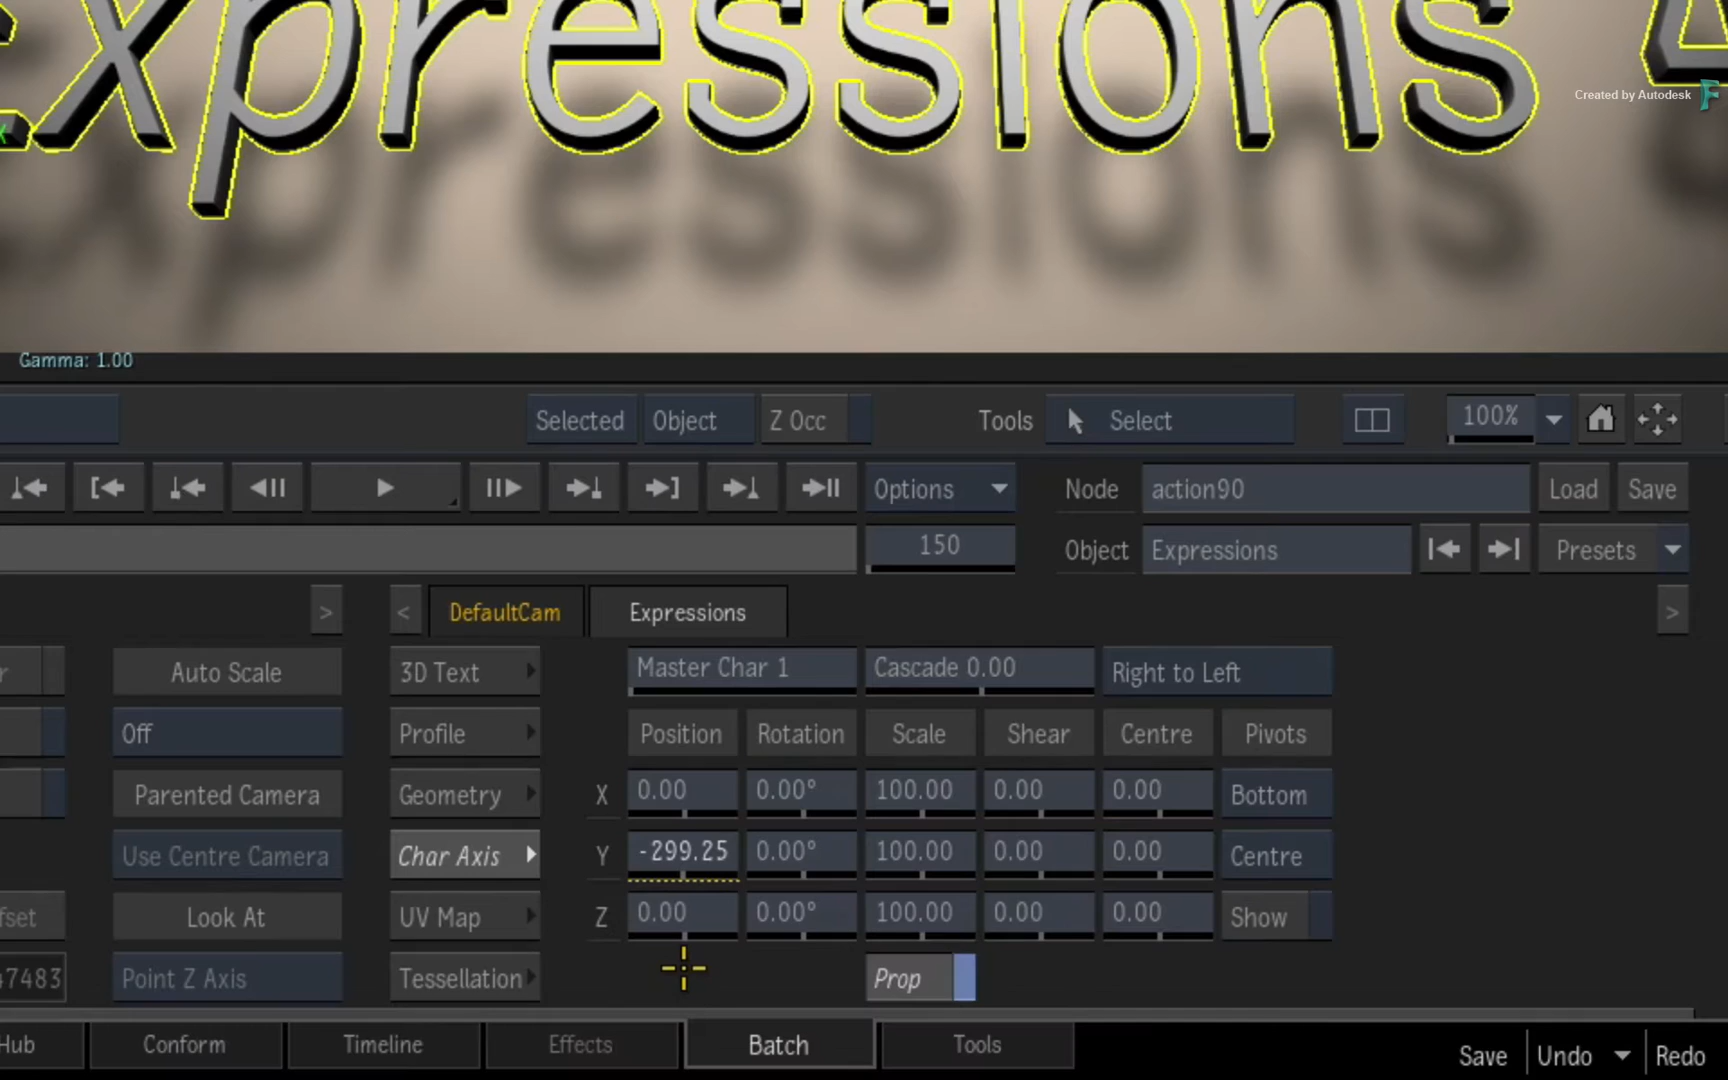 Expressions
Created by Autodesk
Gamma: 1.00
Selected Object Z Occ Tools Select 100%
Options Node action90 Load Save
150 Object Expressions Presets
> < DefaultCam Expressions >
Auto Scale 3D Text Master Char 1 Cascade 0.00 Right to Left
Off Profile Position Rotation Scale Shear Centre Pivots
Parented Camera Geometry X 0.00 0.00° 100.00 0.00 0.00 Bottom
Use Centre Camera Char Axis Y -299.25 0.00° 100.00 0.00 0.00 Centre
fset Look At UV Map Z 0.00 0.00° 100.00 0.00 0.00 Show
47483 Point Z Axis Tessellation Prop
Hub Conform Timeline Effects Batch Tools Save Undo Redo